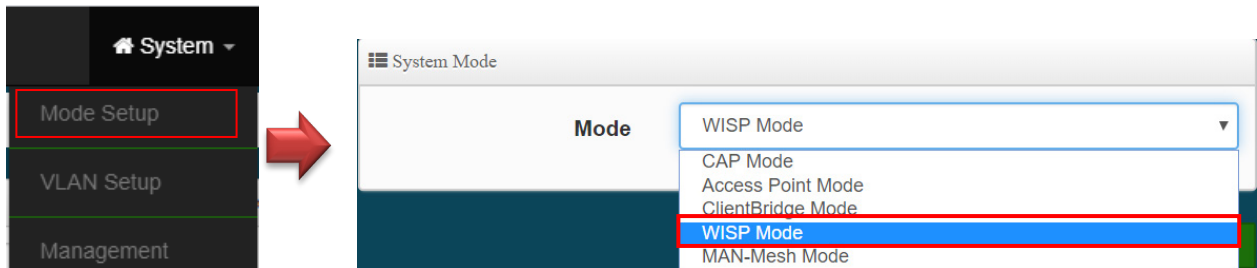 System
Mode Setup
VLAN Setup
Management
System Mode
Mode
WISP Mode
CAP Mode
Access Point Mode
ClientBridge Mode
WISP Mode
MAN-Mesh Mode